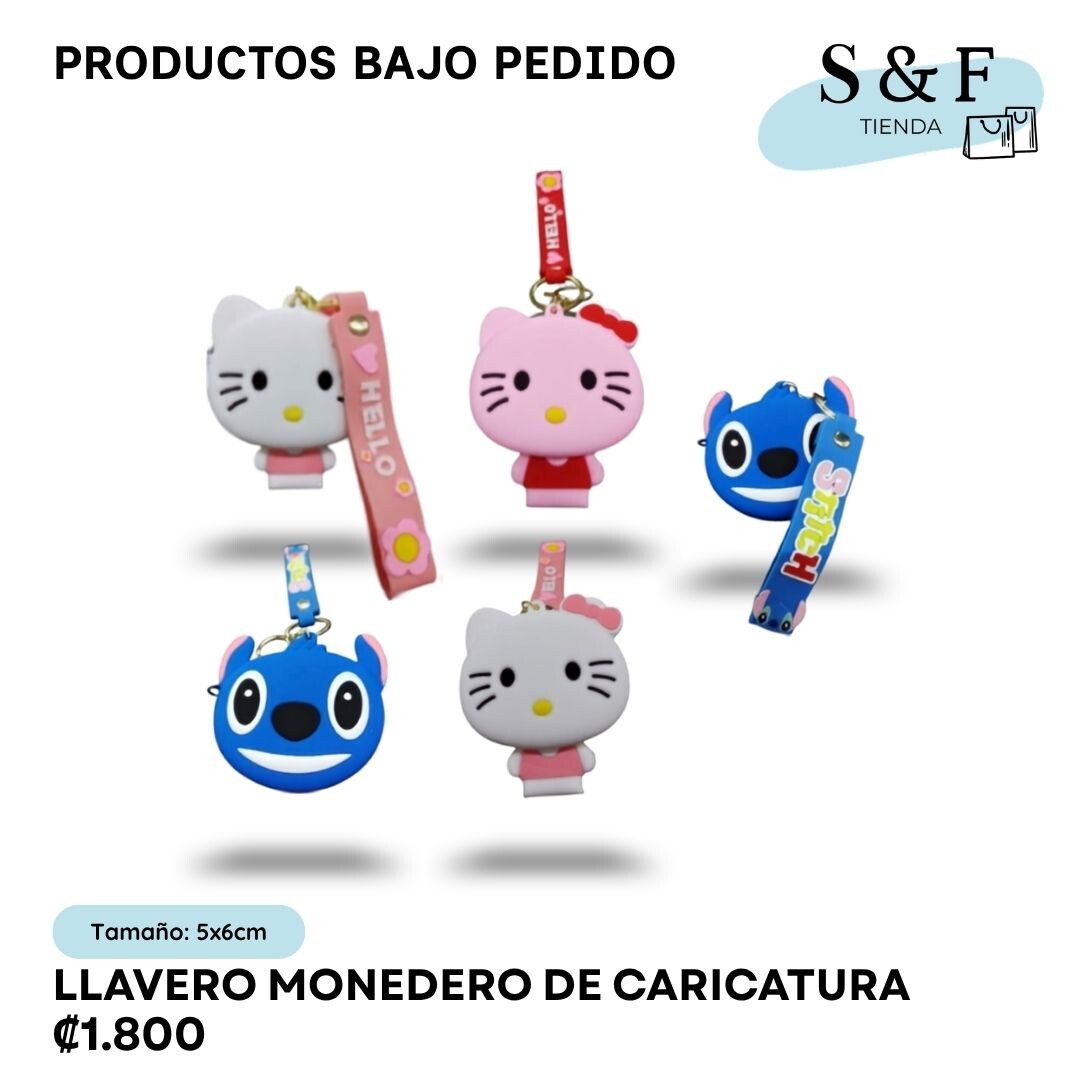 PRODUCTOS BAJO PEDIDO
S & F
TIENDA
HELLO
HELLO
STITCH
Tamaño: 5x6cm
LLAVERO MONEDERO DE CARICATURA
₡1.800